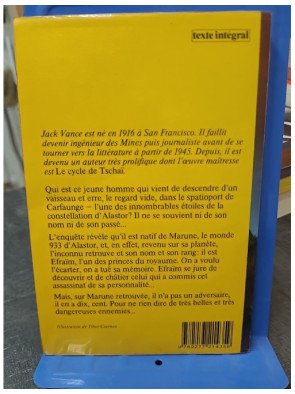 texte intégral
Jack Vance est né en 1916 à San Francisco. Il faillit
devenir ingénieur des Mines puis journaliste avant de
se tourner vers la littérature à partir de 1945. Depuis, il est
devenu un auteur très prolifique dont l'œuvre maîtresse
est Le cycle de Tschaï.
Qui est ce jeune homme qui vient de descendre d'un
vaisseau et erre, le regard vide, dans le spatioport de
Carfaunge – l'une des innombrables étoiles de la
constellation d'Alastor? Il ne se souvient ni de son
nom ni de son passé...
L'enquête révèle qu'il est natif de Marune, le monde
933 d'Alastor, et, en effet, revenu sur sa planète,
l'inconnu retrouve et son nom et son rang: il est
Efraïm, l'un des princes du royaume. On a voulu
l'écarter, on a tué sa mémoire. Efraïm se jure de
découvrir et de châtier celui qui a commis cet
assassinat de sa personnalité...
Mais, sur Marune retrouvée, il n'a pas un adversaire,
il en a dix, cent. Pour ne rien dire de très belles et très
dangereuses ennemies...
Illustration de Tibor Csernus